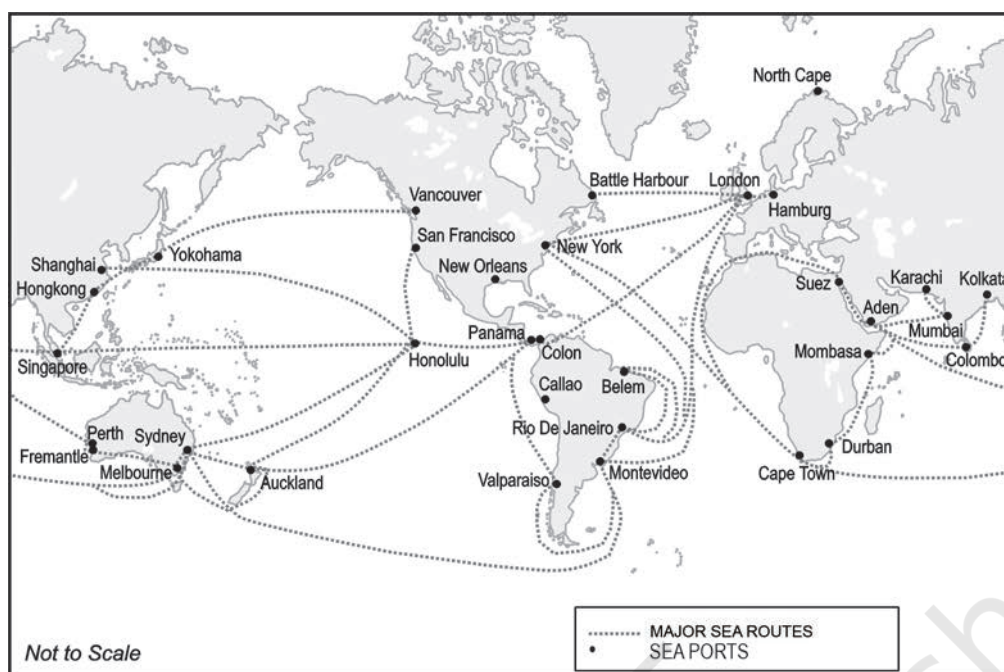 North Cape
Battle Harbour
London
Hamburg
Vancouver
San Francisco
New York
Yokohama
Shanghai
Hongkong
New Orleans
Suez
Karachi
Kolkata
Aden
Mumbai
Panama
Colon
Honolulu
Singapore
Mombasa
Colombo
Callao
Belem
Rio De Janeiro
Perth
Sydney
Fremantle
Melbourne
Auckland
Valparaiso
Montevideo
Cape Town
Durban
MAJOR SEA ROUTES
SEA PORTS
Not to Scale